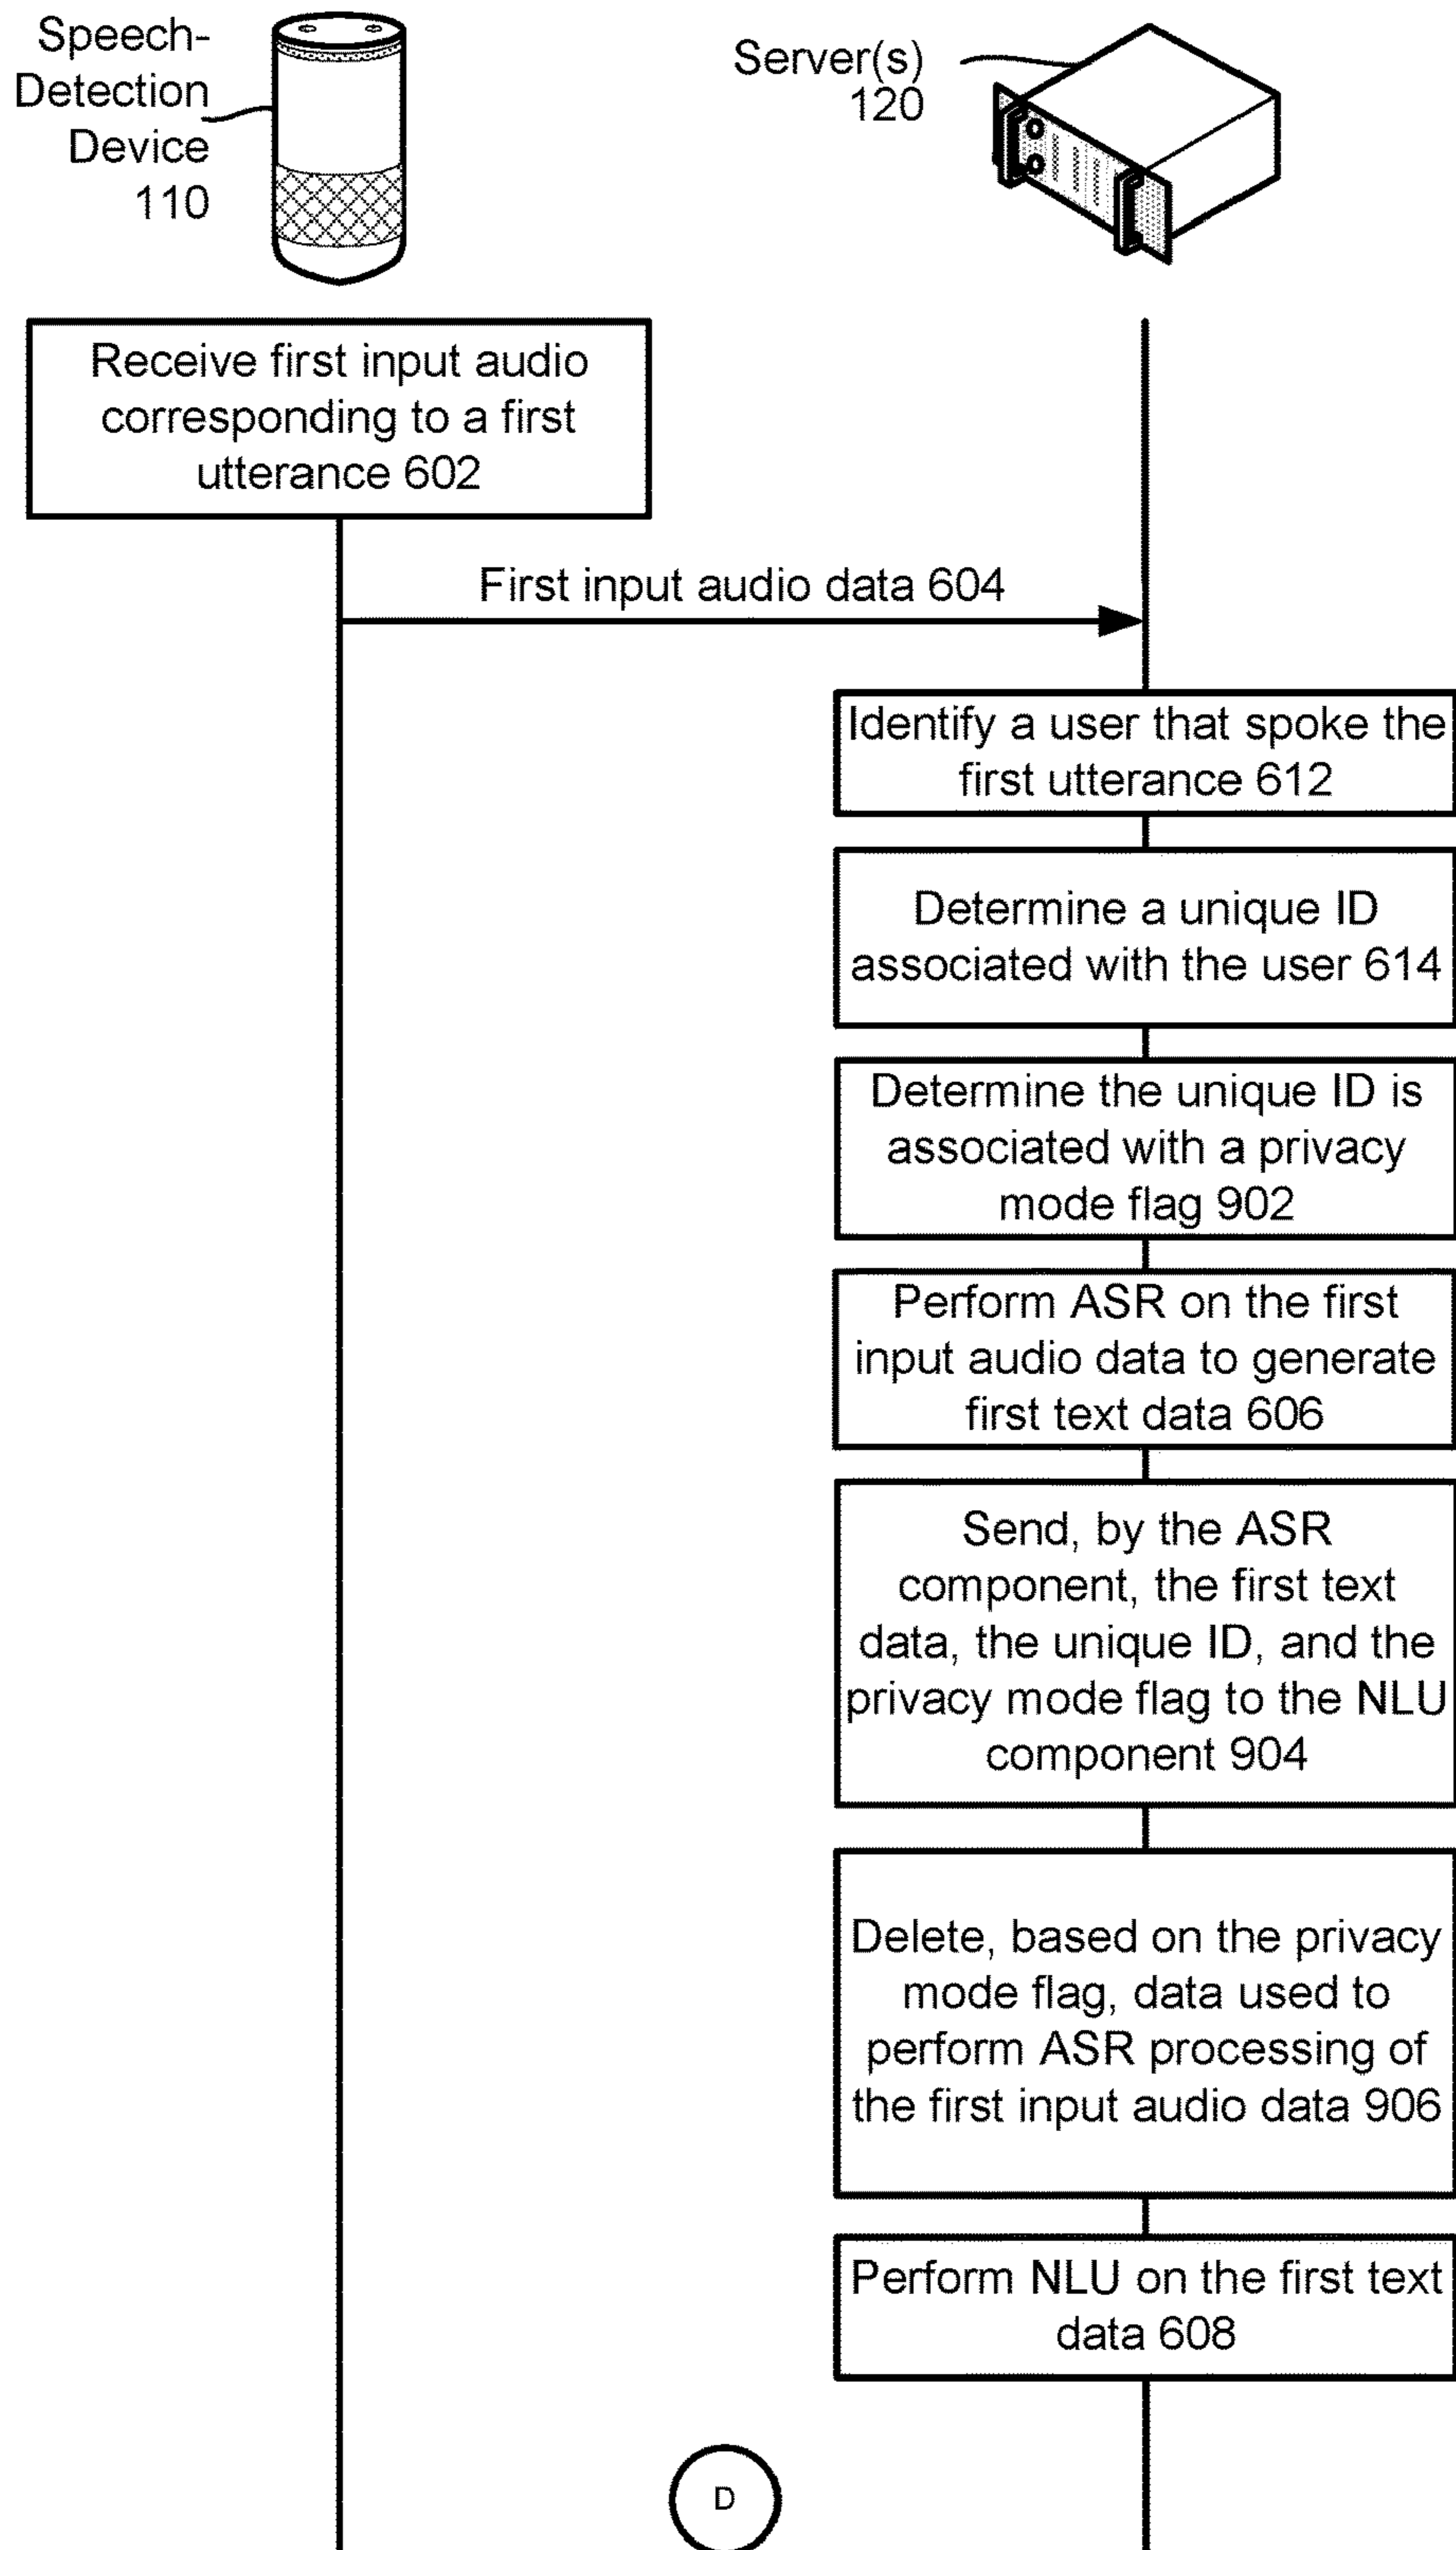 Speech-
Detection
Device
110
Server(s)
120
Receive first input audio
corresponding to a first
utterance 602
First input audio data 604
Identify a user that spoke the
first utterance 612
Determine a unique ID
associated with the user 614
Determine the unique ID is
associated with a privacy
mode flag 902
Perform ASR on the first
input audio data to generate
first text data 606
Send, by the ASR
component, the first text
data, the unique ID, and the
privacy mode flag to the NLU
component 904
Delete, based on the privacy
mode flag, data used to
perform ASR processing of
the first input audio data 906
Perform NLU on the first text
data 608
D